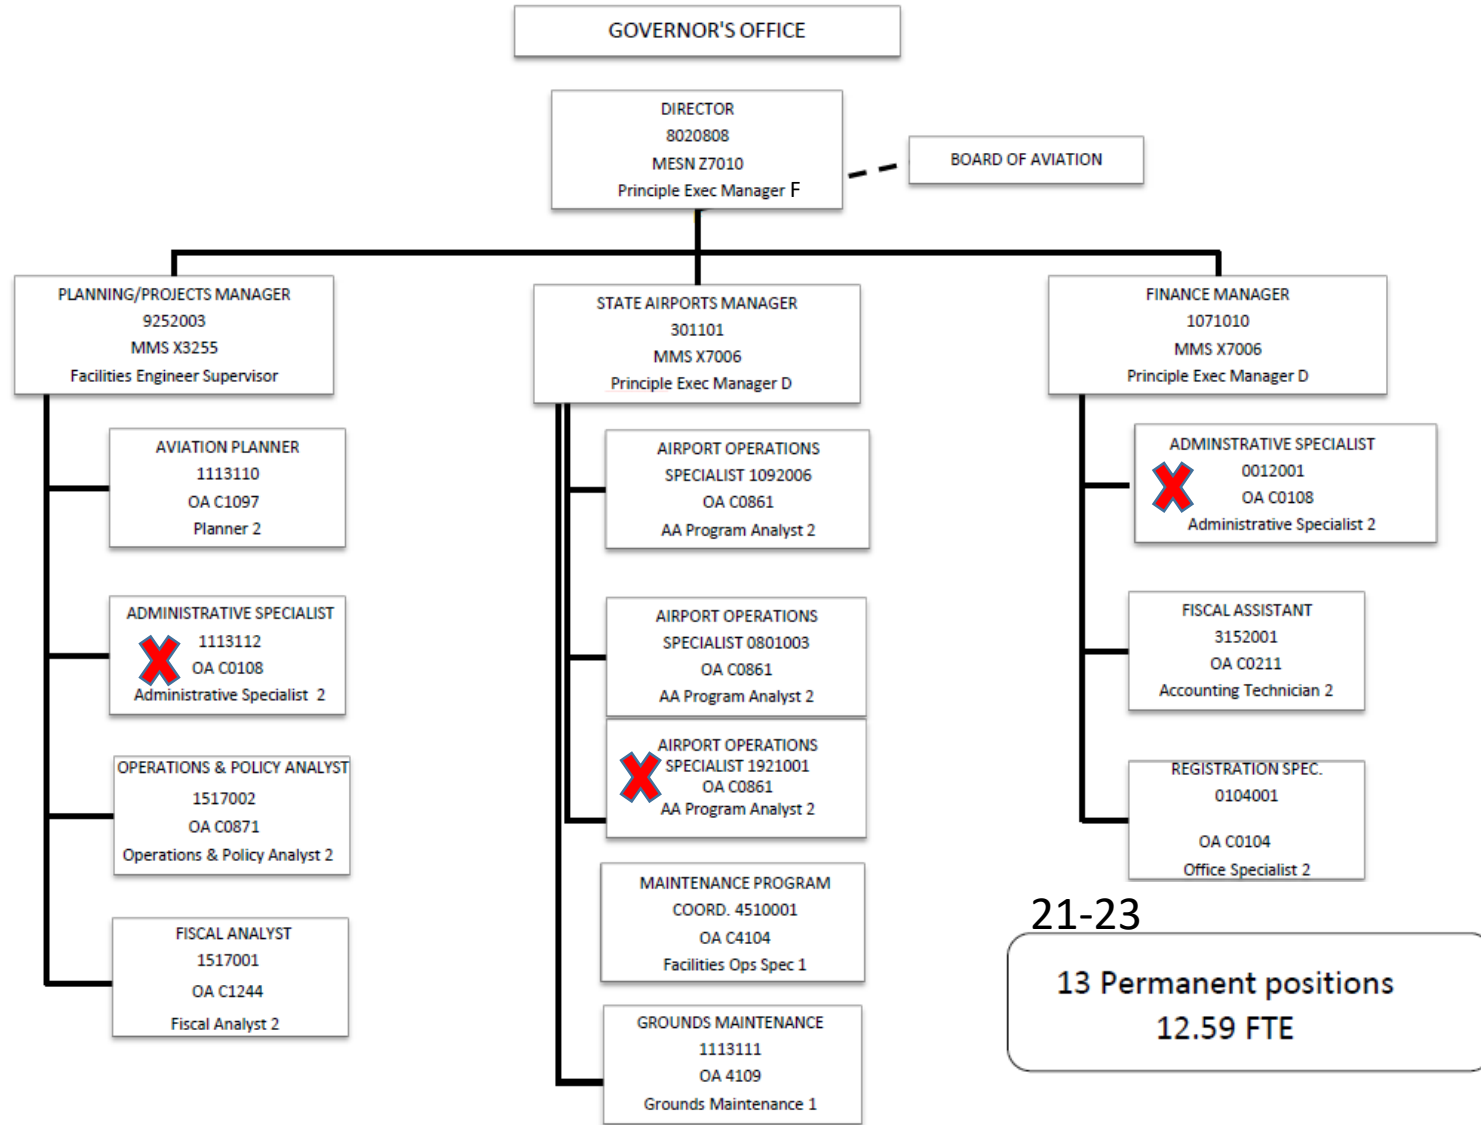 GOVERNOR'S OFFICE
DIRECTOR
8020808
MESN Z7010
Principle Exec Manager F
BOARD OF AVIATION
PLANNING/PROJECTS MANAGER
9252003
MMS X3255
Facilities Engineer Supervisor
AVIATION PLANNER
1113110
OA C1097
Planner 2
ADMINISTRATIVE SPECIALIST
1113112
OA C0108
Administrative Specialist 2
OPERATIONS & POLICY ANALYST
1517002
OA C0871
Operations & Policy Analyst 2
FISCAL ANALYST
1517001
OA C1244
Fiscal Analyst 2
STATE AIRPORTS MANAGER
301101
MMS X7006
Principle Exec Manager D
AIRPORT OPERATIONS
SPECIALIST 1092006
OA C0861
AA Program Analyst 2
AIRPORT OPERATIONS
SPECIALIST 0801003
OA C0861
AA Program Analyst 2
AIRPORT OPERATIONS
SPECIALIST 1921001
OA C0861
AA Program Analyst 2
MAINTENANCE PROGRAM
COORD. 4510001
OA C4104
Facilities Ops Spec 1
GROUNDS MAINTENANCE
1113111
OA 4109
Grounds Maintenance 1
FINANCE MANAGER
1071010
MMS X7006
Principle Exec Manager D
ADMINSTRATIVE SPECIALIST
0012001
OA C0108
Administrative Specialist 2
FISCAL ASSISTANT
3152001
OA C0211
Accounting Technician 2
REGISTRATION SPEC.
0104001
OA C0104
Office Specialist 2
21-23
13 Permanent positions
12.59 FTE